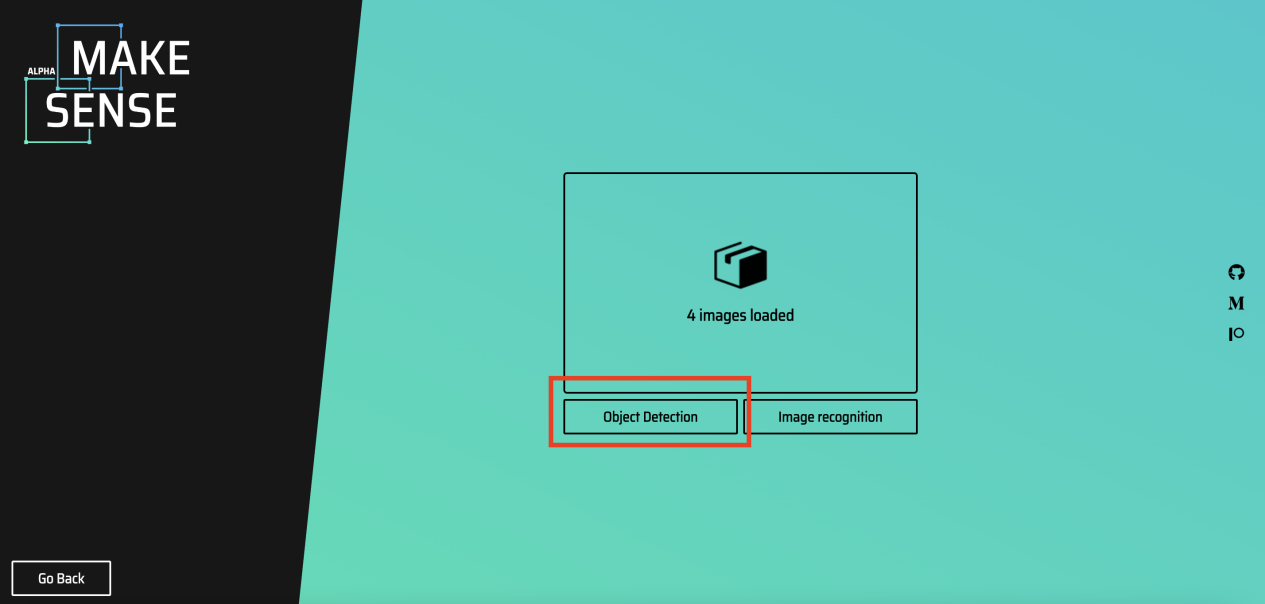 ALPHA
MAKE
SENSE
4 images loaded
Object Detection
Image recognition
Go Back